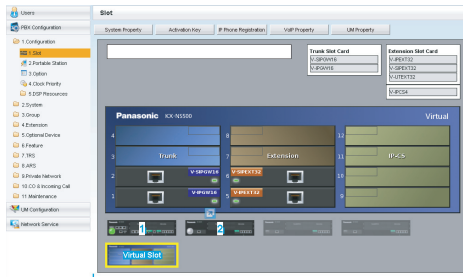 Users
Slot
PBX Configuration
System Property
Activation Key
IP Phone Registration
VoIP Property
UM Property
1.Configuration
1.Slot
2.Portable Station
3.Option
4.Clock Priority
5.DSP Resources
2.System
3.Group
4.Extension
5.Optional Device
6.Feature
7.TRS
8.ARS
9.Private Network
10.CO & Incoming Call
11.Maintenance
UM Configuration
Network Service
Trunk Slot Card
V-SIPGW16
V-IPGW16
Extension Slot Card
V-IPEXT32
V-SIPEXT32
V-UTEXT32
V-IPCS4
Panasonic KX-NS500
Virtual
4
8
12
3
Trunk
7
Extension
11
IP-CS
2
V-SIPGW16
6
V-SIPEXT32
10
1
V-IPGW16
5
V-IPEXT32
9
1
2
Virtual Slot